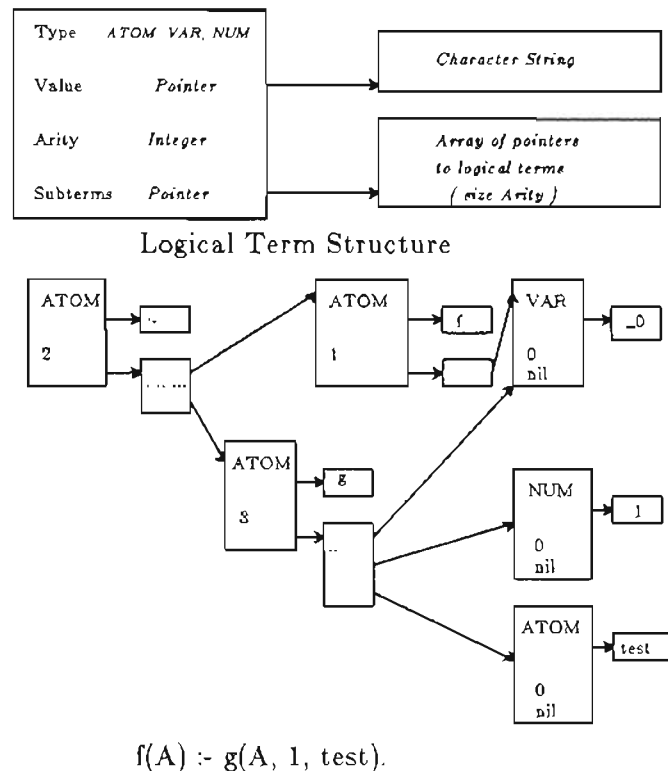 Type ATOM VAR, NUM
Value Pointer
Character String
Arity Integer
Array of pointers
to logical terms
( size Arity )
Subterms Pointer
Logical Term Structure
ATOM
2
ATOM
f
1
VAR
_0
0
nil
ATOM
g
3
NUM
1
0
nil
ATOM
test
0
nil
f(A) :- g(A, 1, test).